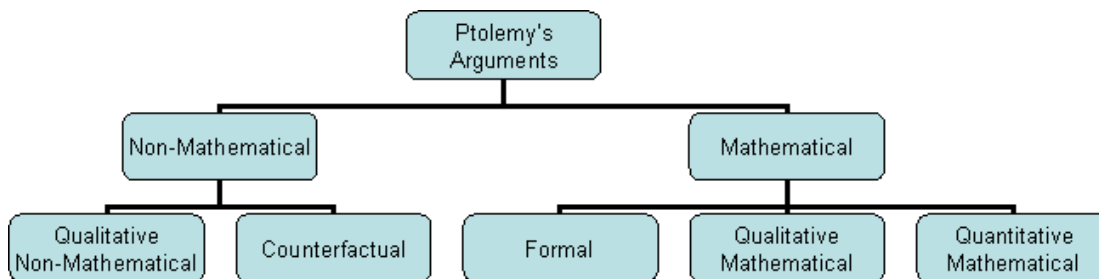 Ptolemy's
Arguments
Non-Mathematical
Mathematical
Qualitative
Non-Mathematical
Counterfactual
Formal
Qualitative
Mathematical
Quantitative
Mathematical